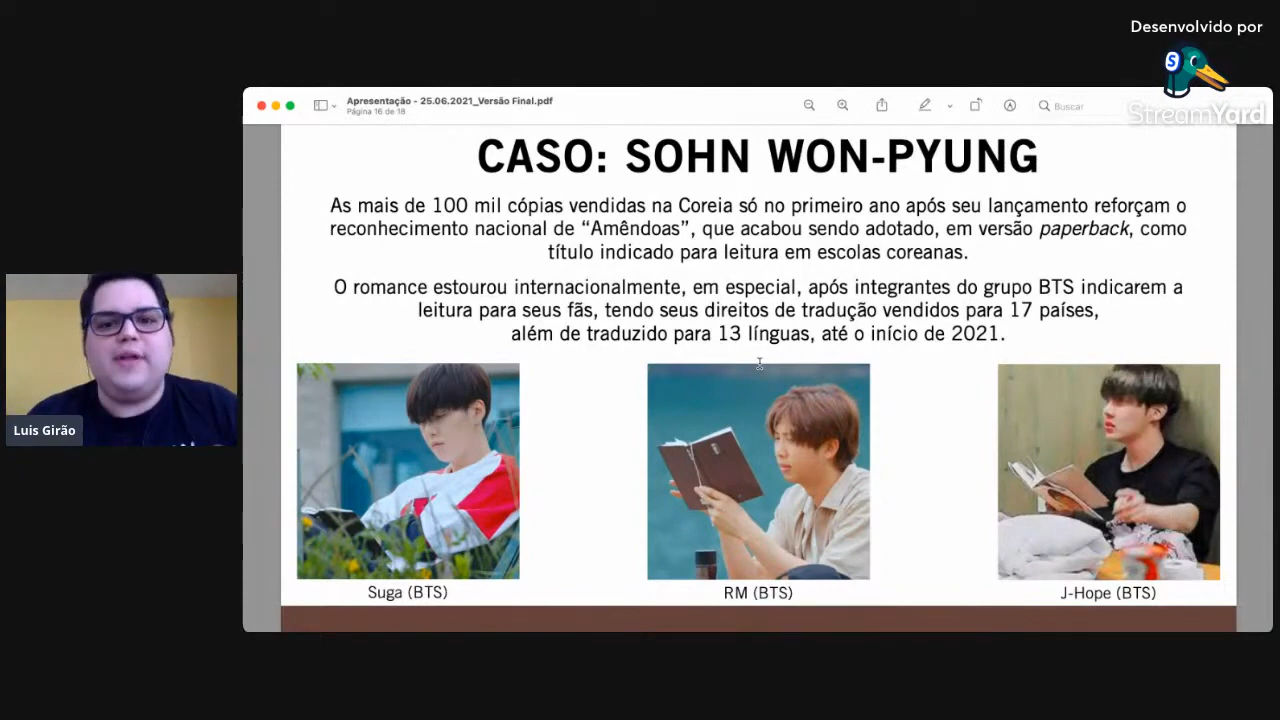 Desenvolvido por
StreamYard
Apresentação - 25.06.2021_Versão Final.pdf
Página 16 de 18
Buscar
CASO: SOHN WON-PYUNG
As mais de 100 mil cópias vendidas na Coreia só no primeiro ano após seu lançamento reforçam o
reconhecimento nacional de “Amêndoas”, que acabou sendo adotado, em versão paperback, como
título indicado para leitura em escolas coreanas.
O romance estourou internacionalmente, em especial, após integrantes do grupo BTS indicarem a
leitura para seus fãs, tendo seus direitos de tradução vendidos para 17 países,
além de traduzido para 13 línguas, até o início de 2021.
Luis Girão
Suga (BTS)
RM (BTS)
J-Hope (BTS)